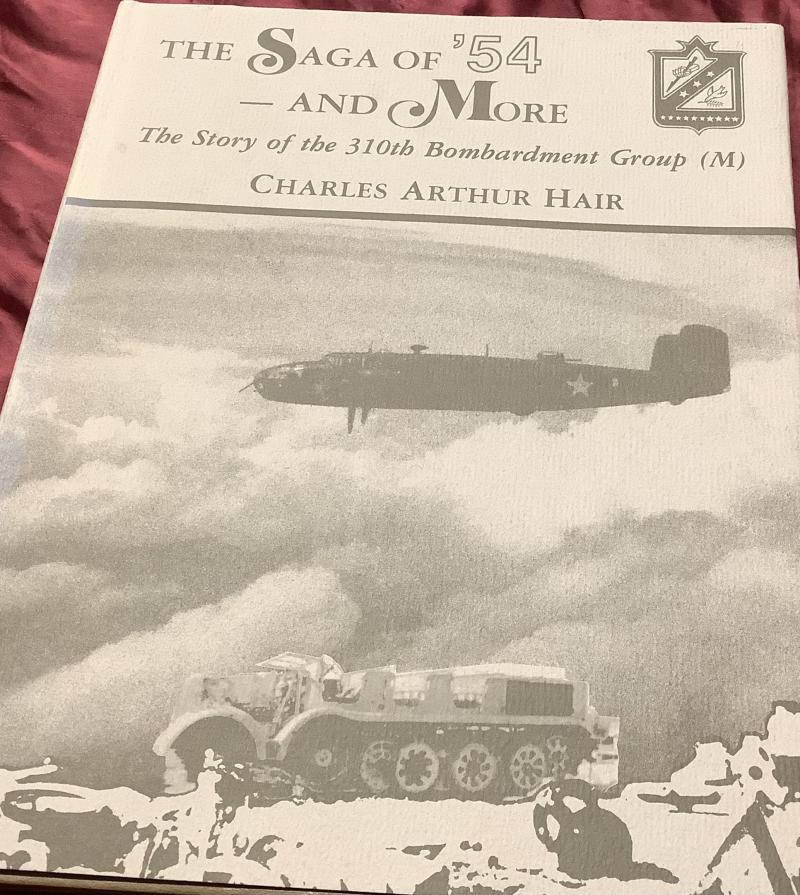 THE SAGA OF '54
— AND MORE
The Story of the 310th Bombardment Group (M)
CHARLES ARTHUR HAIR